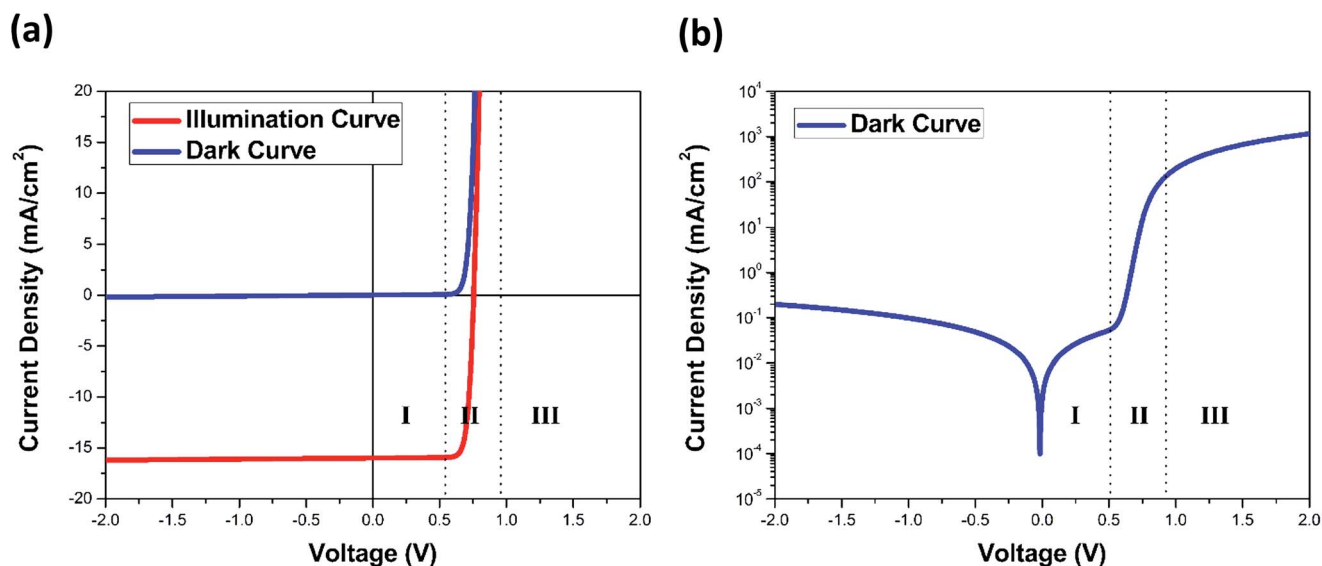 (a)
Current Density (mA/cm²)
20
15
10
5
0
-5
-10
-15
-20
Illumination Curve
Dark Curve
I II III
-2.0 -1.5 -1.0 -0.5 0.0 0.5 1.0 1.5 2.0
Voltage (V)
(b)
Current Density (mA/cm²)
10⁴
10³
10²
10¹
10⁰
10⁻¹
10⁻²
10⁻³
10⁻⁴
10⁻⁵
Dark Curve
I II III
-2.0 -1.5 -1.0 -0.5 0.0 0.5 1.0 1.5 2.0
Voltage (V)